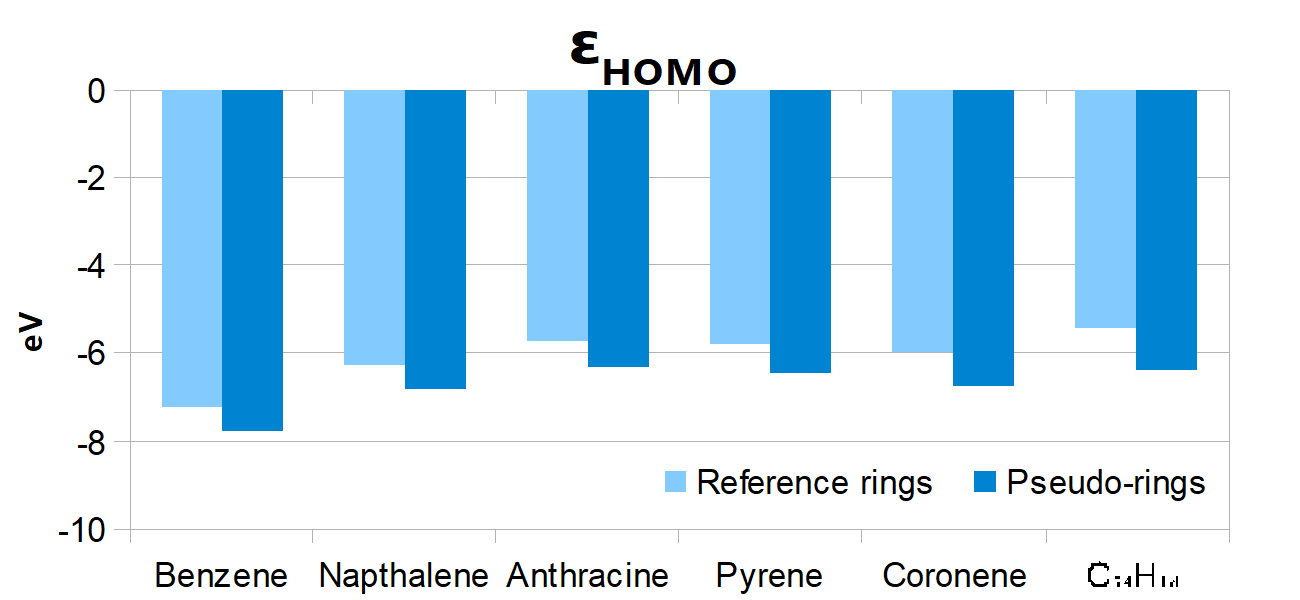 εHOMO
0
-2
-4
-6
-8
-10
eV
Reference rings Pseudo-rings
Benzene Napthalene Anthracine Pyrene Coronene